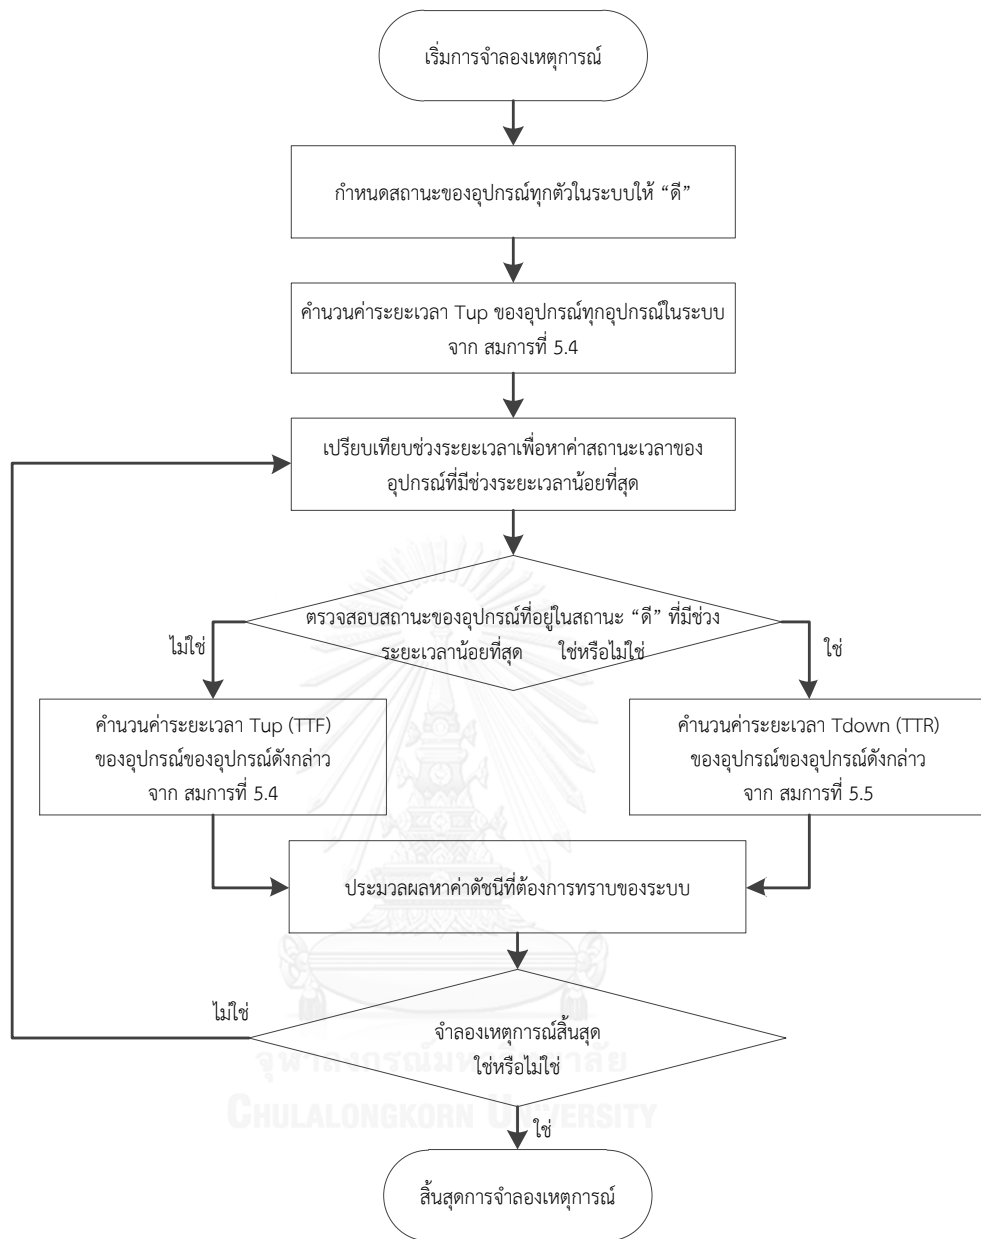 เริ่มการจำลองเหตุการณ์
กำหนดสถานะของอุปกรณ์ทุกตัวในระบบให้ “ดี”
คำนวนค่าระยะเวลา Tup ของอุปกรณ์ทุกอุปกรณ์ในระบบ
จาก สมการที่ 5.4
เปรียบเทียบช่วงระยะเวลาเพื่อหาค่าสถานะเวลาของ
อุปกรณ์ที่มีช่วงระยะเวลาน้อยที่สุด
ตรวจสอบสถานะของอุปกรณ์ที่อยู่ในสถานะ “ดี” ที่มีช่วง
ระยะเวลาน้อยที่สุด ใช่หรือไม่ใช่
ไม่ใช่
ใช่
คำนวนค่าระยะเวลา Tup (TTF)
ของอุปกรณ์ของอุปกรณ์ดังกล่าว
จาก สมการที่ 5.4
คำนวนค่าระยะเวลา Tdown (TTR)
ของอุปกรณ์ของอุปกรณ์ดังกล่าว
จาก สมการที่ 5.5
ประมวลผลหาค่าดัชนีที่ต้องการทราบของระบบ
ไม่ใช่
จำลองเหตุการณ์สิ้นสุด
ใช่หรือไม่ใช่
จุฬาลงกรณ์มหาวิทยาลัย
CHULALONGKORN UNIVERSITY
ใช่
สิ้นสุดการจำลองเหตุการณ์